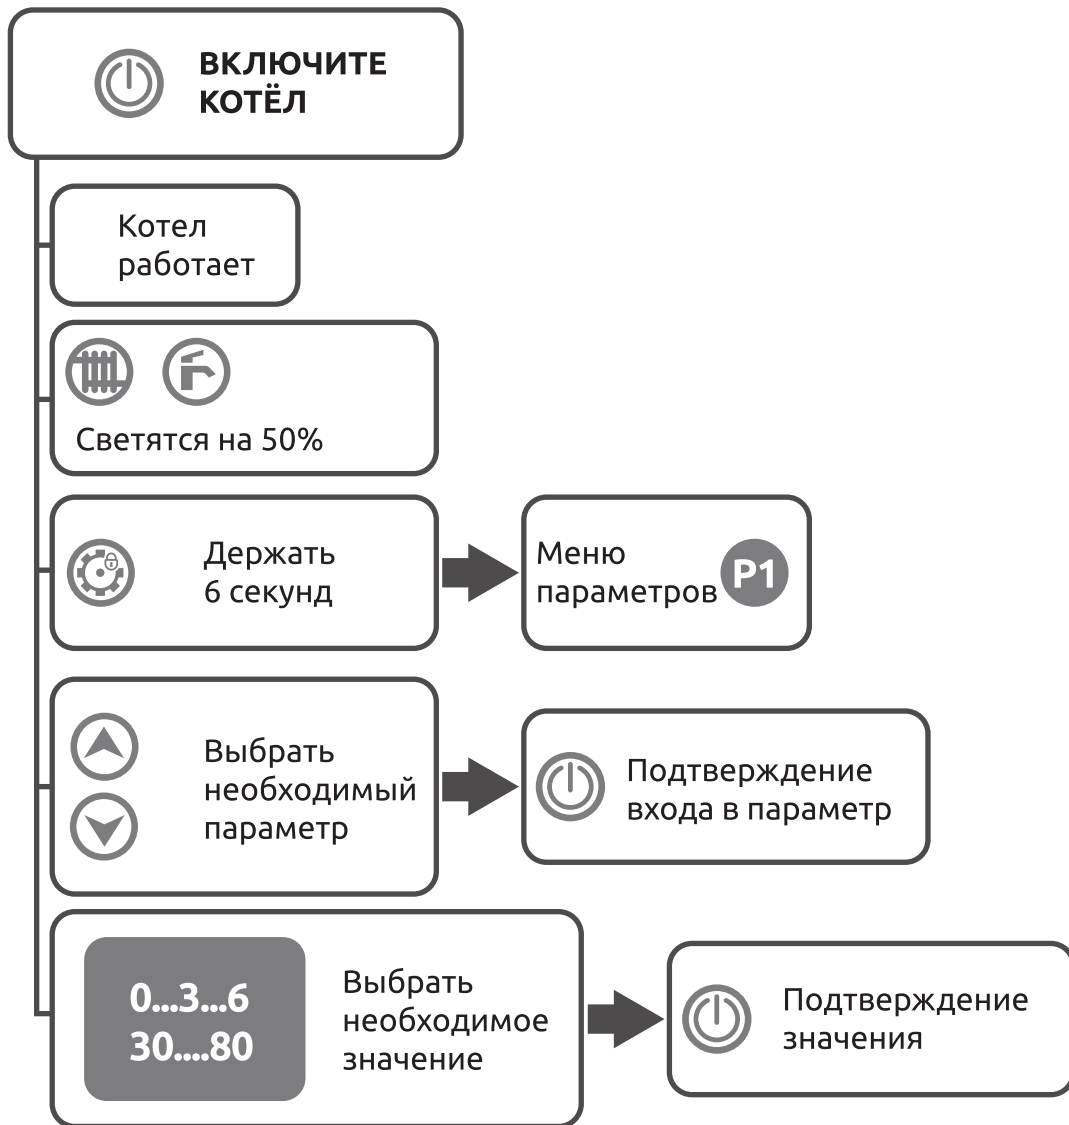 ВКЛЮЧИТЕ
КОТЁЛ
Котел
работает
Светятся на 50%
Держать
6 секунд
Меню
параметров
P1
Выбрать
необходимый
параметр
Подтверждение
входа в параметр
0...3...6
30....80
Выбрать
необходимое
значение
Подтверждение
значения